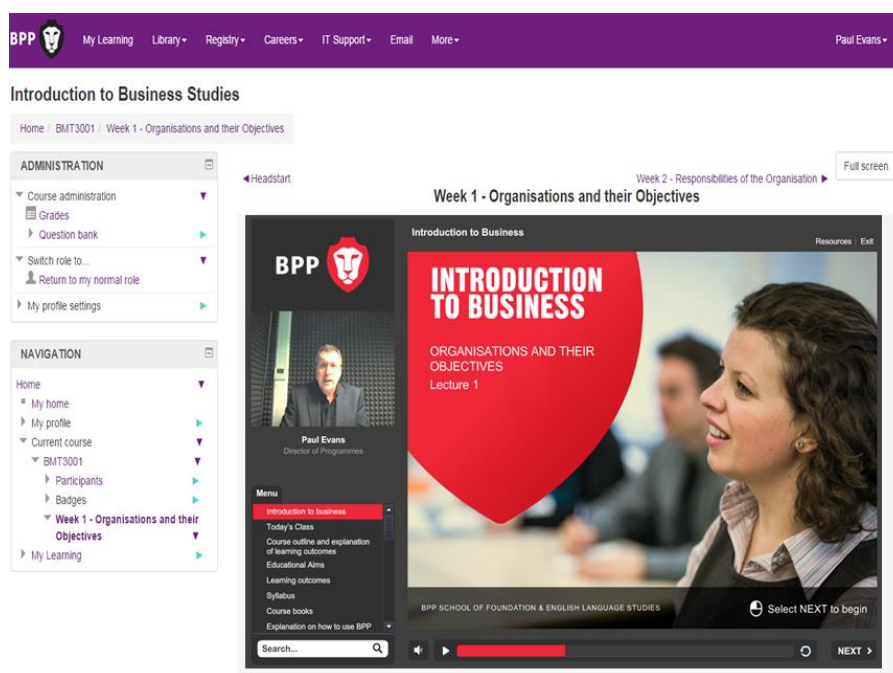 BPP
My Learning Library Registry Careers IT Support Email More Paul Evans
Introduction to Business Studies
Home / BMT3001 / Week 1 - Organisations and their Objectives
ADMINISTRATION
Course administration
Grades
Question bank
Switch role to...
Return to my normal role
My profile settings
NAVIGATION
Home
My home
My profile
Current course
BMT3001
Participants
Badges
Week 1 - Organisations and their
Objectives
My Learning
Headstart
Week 2 - Responsibilities of the Organisation
Full screen
Week 1 - Organisations and their Objectives
BPP
Introduction to Business
Resources Exit
Paul Evans
Director of Programmes
Menu
Introduction to business
Today's Class
Course outline and explanation
of learning outcomes
Educational Aims
Learning outcomes
Syllabus
Course books
Explanation on how to use BPP
Search...
INTRODUCTION
TO BUSINESS
ORGANISATIONS AND THEIR
OBJECTIVES
Lecture 1
BPP SCHOOL OF FOUNDATION & ENGLISH LANGUAGE STUDIES
Select NEXT to begin
NEXT >